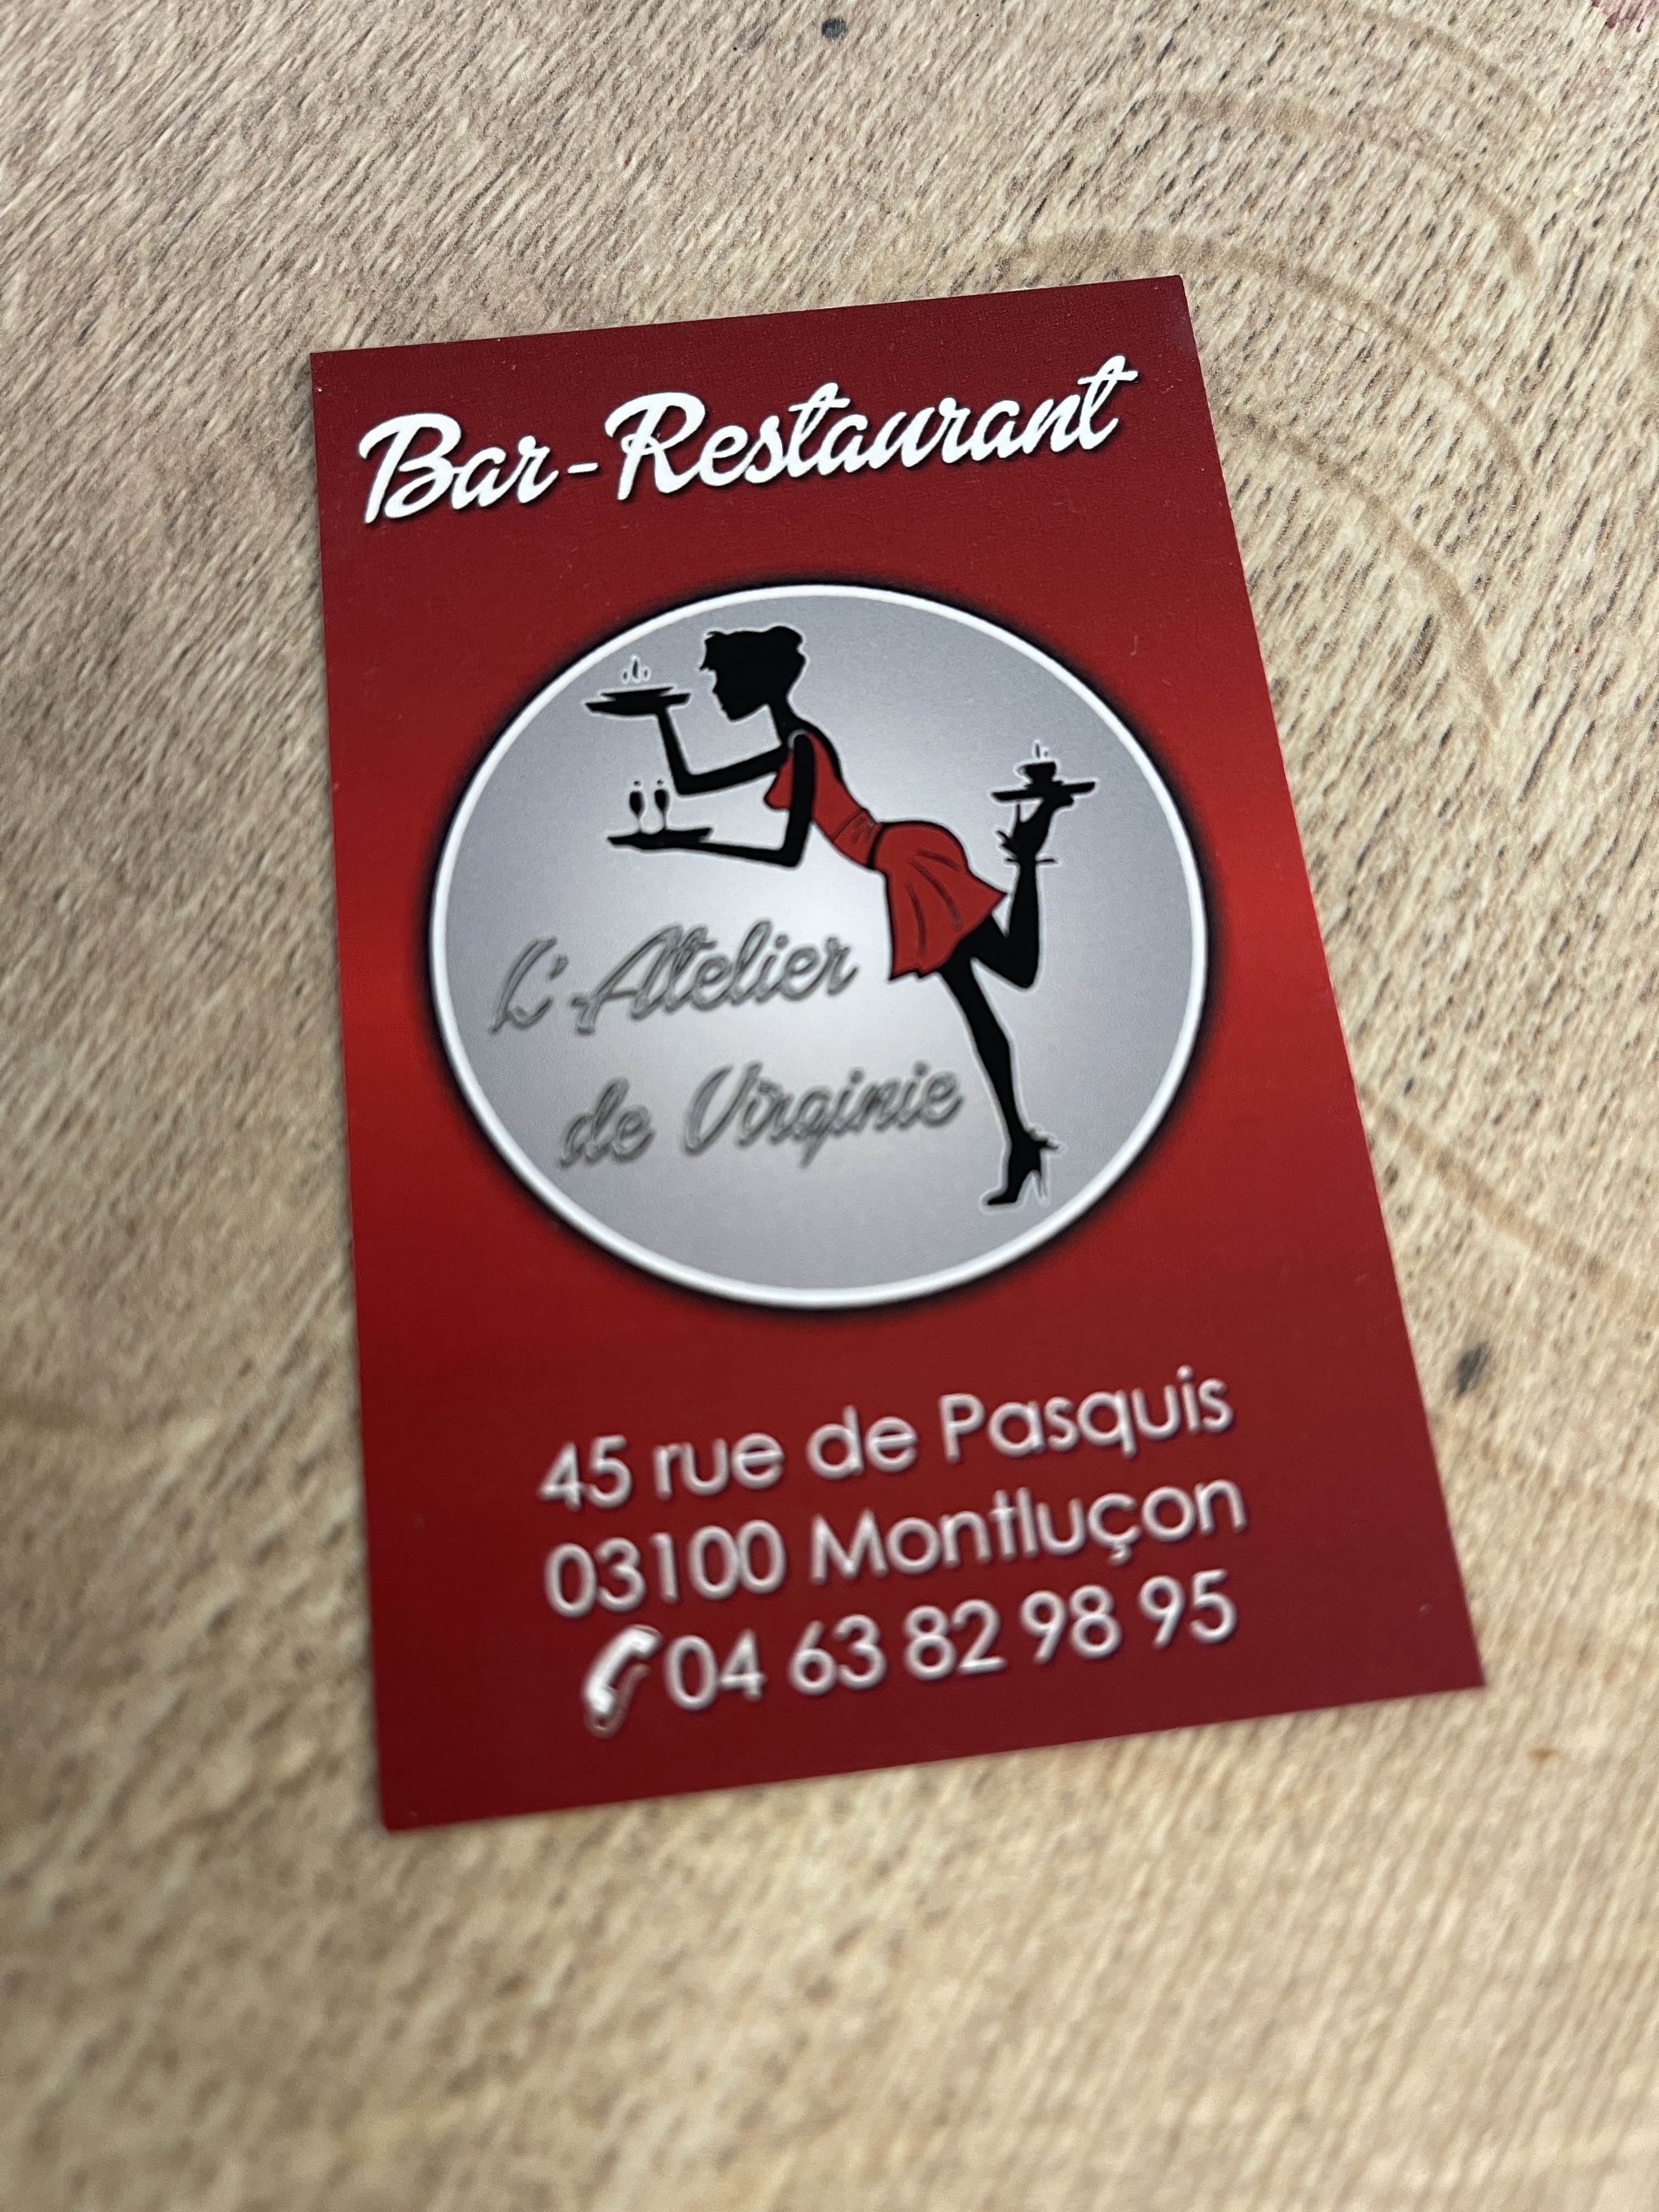 Bar-Restaurant
L'Atelier
de Virginie
45 rue de Pasquis
03100 Montluçon
04 63 82 98 95